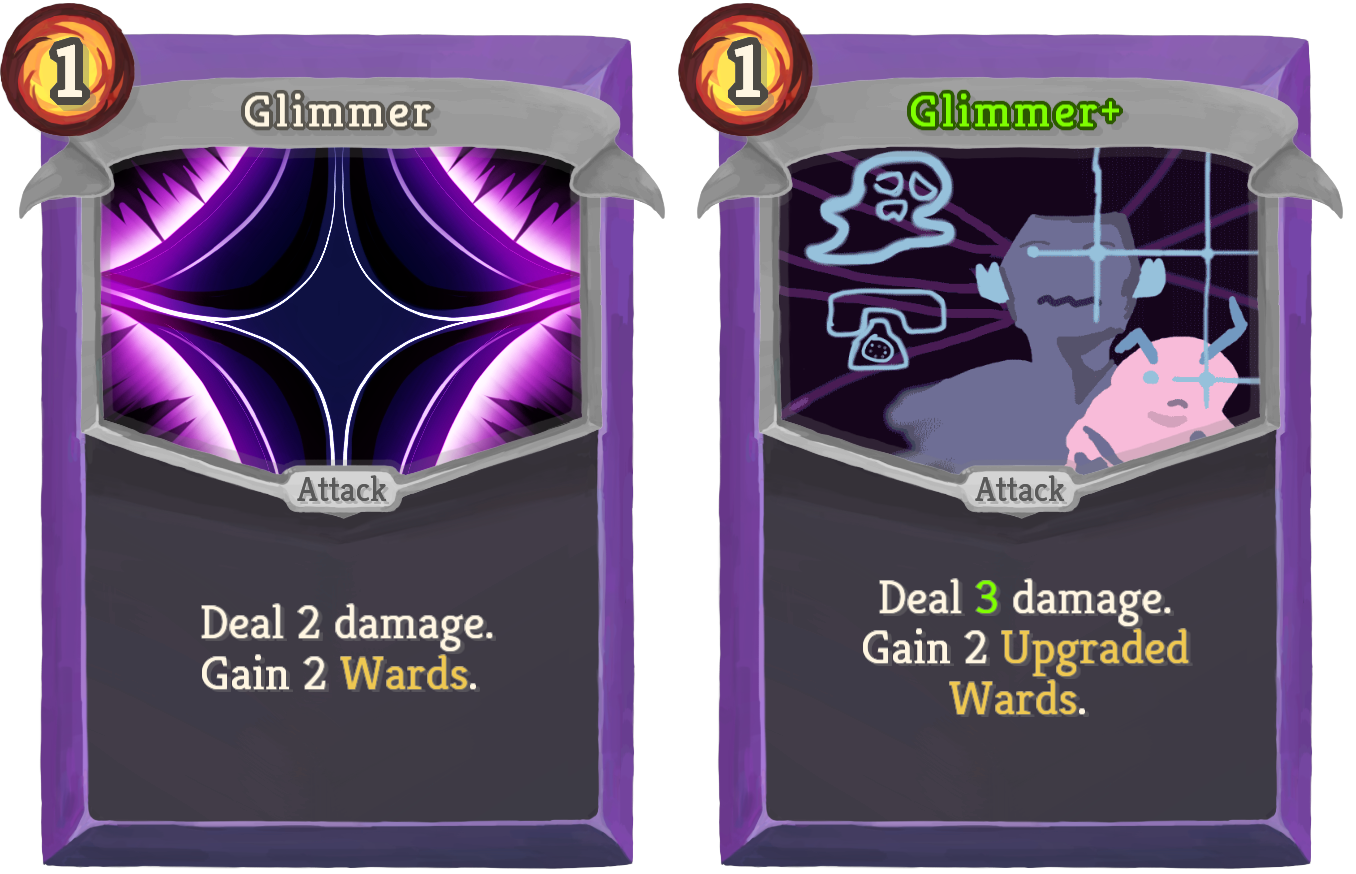 1
Glimmer
Attack
Deal 2 damage.
Gain 2 Wards.
1
Glimmer+
Attack
Deal 3 damage.
Gain 2 Upgraded
Wards.